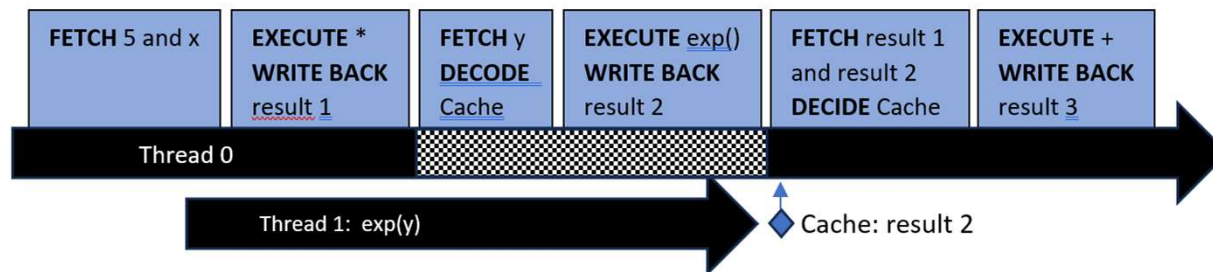 FETCH 5 and x
EXECUTE *
WRITE BACK
result 1
FETCH y
DECODE
Cache
EXECUTE exp()
WRITE BACK
result 2
FETCH result 1
and result 2
DECIDE Cache
EXECUTE +
WRITE BACK
result 3
Thread 0
Thread 1: exp(y)
Cache: result 2